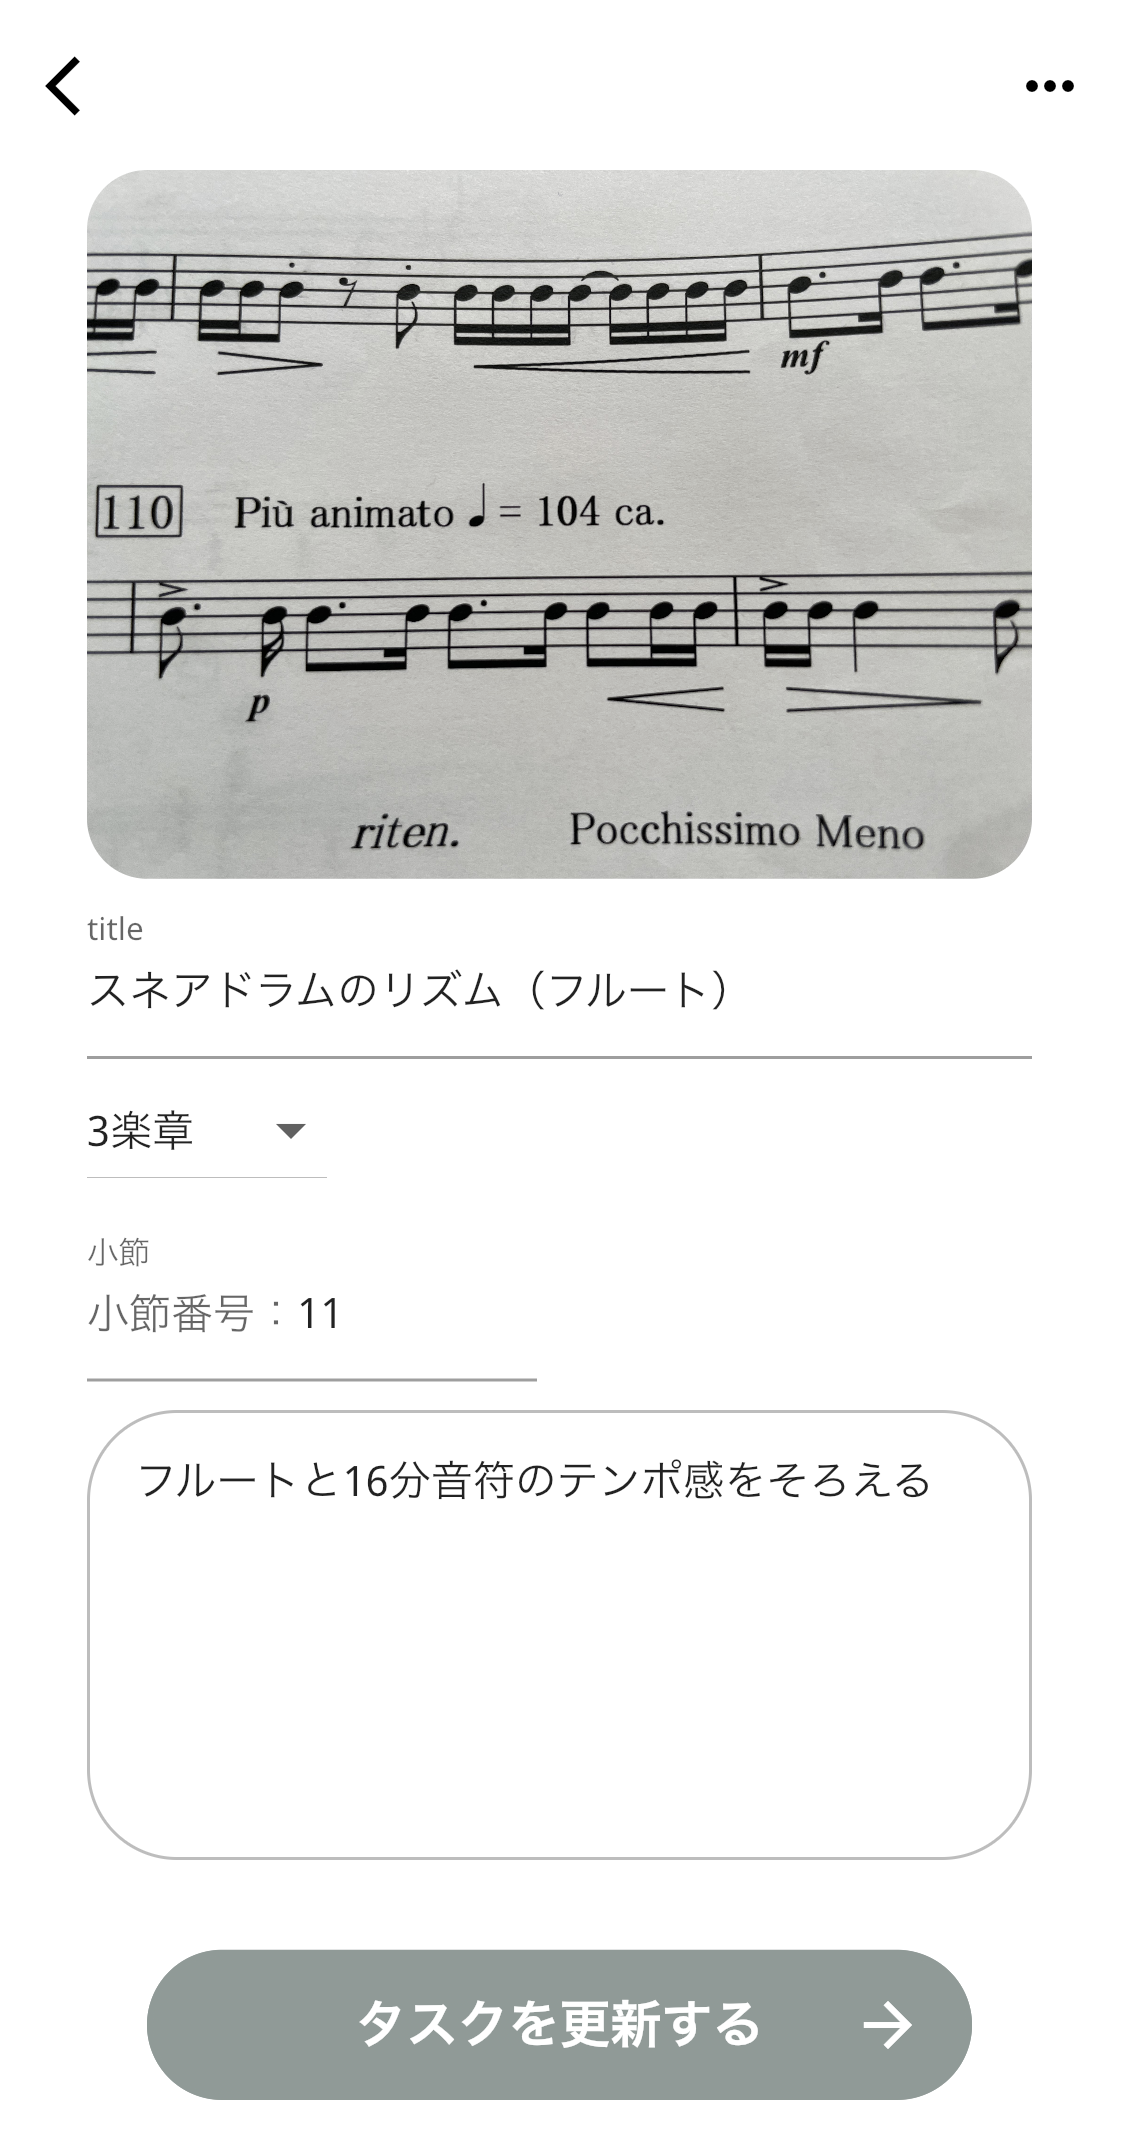 mf
110 Più animato ♩ = 104 ca.
p
riten. Pocchissimo Meno
title
スネアドラムのリズム（フルート）
3楽章
小節
小節番号：11
フルートと16分音符のテンポ感をそろえる
タスクを更新する